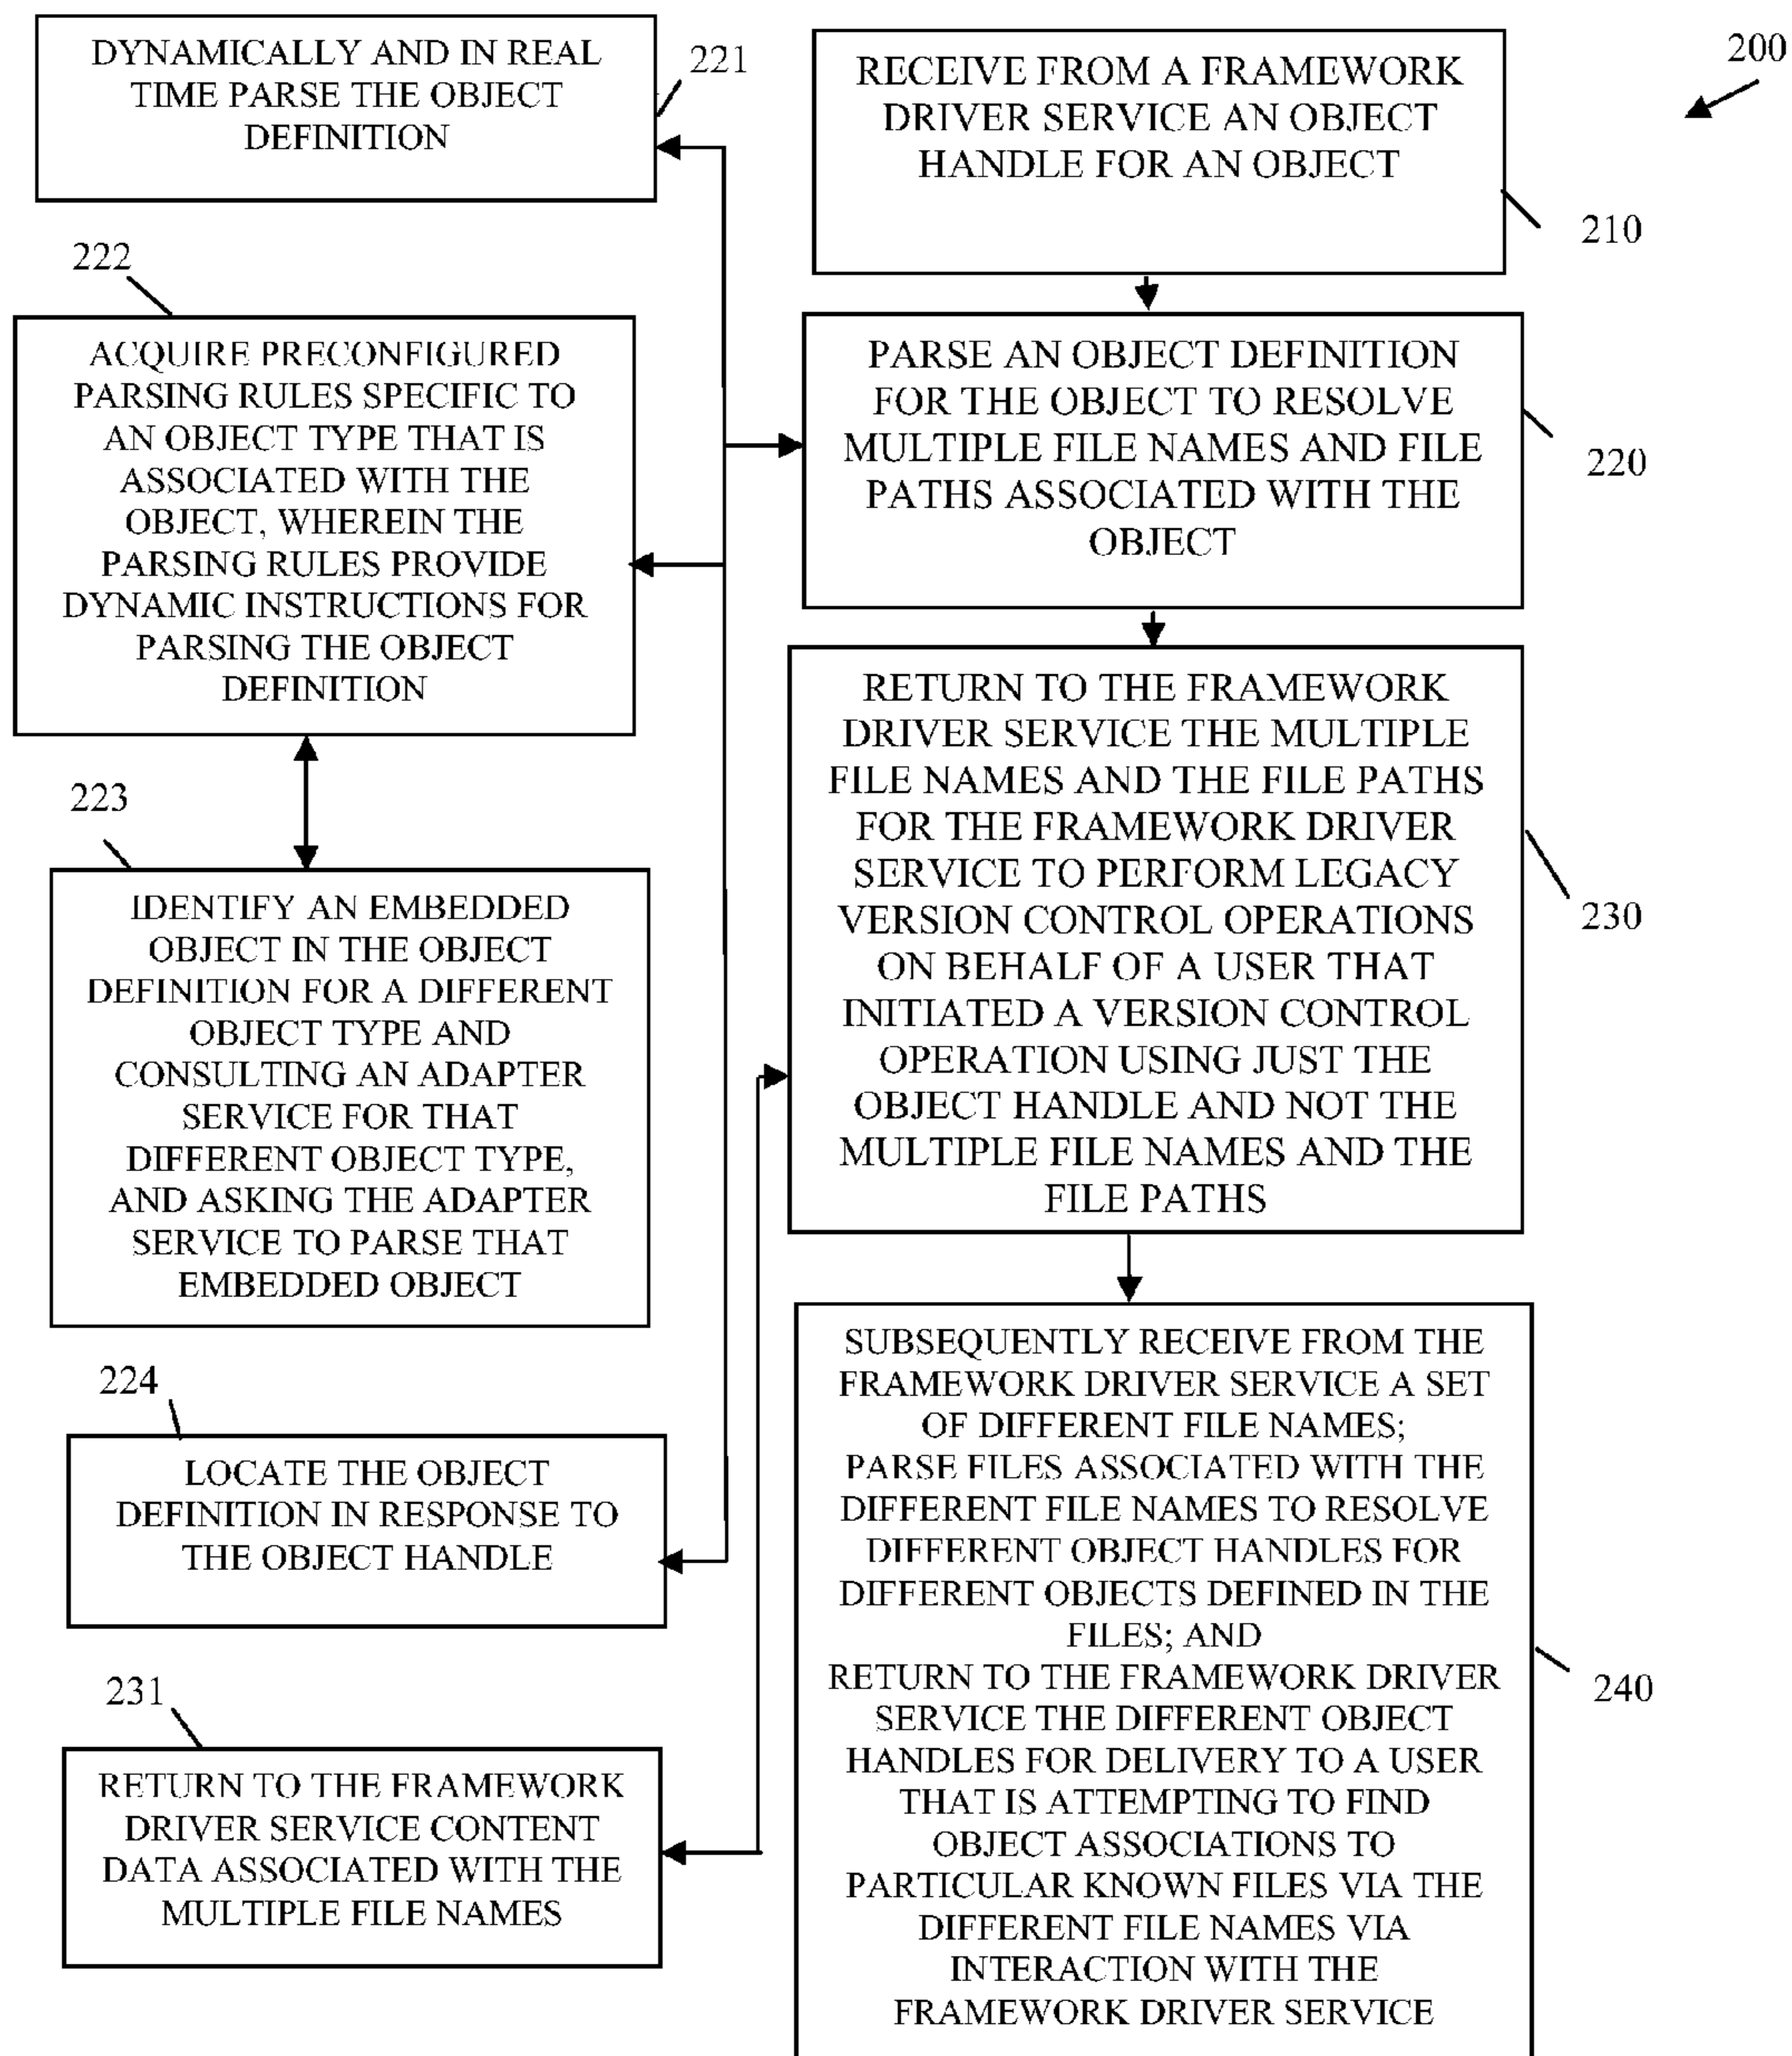 200
RECEIVE FROM A FRAMEWORK
DRIVER SERVICE AN OBJECT
HANDLE FOR AN OBJECT
210
PARSE AN OBJECT DEFINITION
FOR THE OBJECT TO RESOLVE
MULTIPLE FILE NAMES AND FILE
PATHS ASSOCIATED WITH THE
OBJECT
220
DYNAMICALLY AND IN REAL
TIME PARSE THE OBJECT
DEFINITION
221
222
ACQUIRE PRECONFIGURED
PARSING RULES SPECIFIC TO
AN OBJECT TYPE THAT IS
ASSOCIATED WITH THE
OBJECT, WHEREIN THE
PARSING RULES PROVIDE
DYNAMIC INSTRUCTIONS FOR
PARSING THE OBJECT
DEFINITION
223
IDENTIFY AN EMBEDDED
OBJECT IN THE OBJECT
DEFINITION FOR A DIFFERENT
OBJECT TYPE AND
CONSULTING AN ADAPTER
SERVICE FOR THAT
DIFFERENT OBJECT TYPE,
AND ASKING THE ADAPTER
SERVICE TO PARSE THAT
EMBEDDED OBJECT
224
LOCATE THE OBJECT
DEFINITION IN RESPONSE TO
THE OBJECT HANDLE
RETURN TO THE FRAMEWORK
DRIVER SERVICE THE MULTIPLE
FILE NAMES AND THE FILE PATHS
FOR THE FRAMEWORK DRIVER
SERVICE TO PERFORM LEGACY
VERSION CONTROL OPERATIONS
ON BEHALF OF A USER THAT
INITIATED A VERSION CONTROL
OPERATION USING JUST THE
OBJECT HANDLE AND NOT THE
MULTIPLE FILE NAMES AND THE
FILE PATHS
230
231
RETURN TO THE FRAMEWORK
DRIVER SERVICE CONTENT
DATA ASSOCIATED WITH THE
MULTIPLE FILE NAMES
SUBSEQUENTLY RECEIVE FROM THE
FRAMEWORK DRIVER SERVICE A SET
OF DIFFERENT FILE NAMES;
PARSE FILES ASSOCIATED WITH THE
DIFFERENT FILE NAMES TO RESOLVE
DIFFERENT OBJECT HANDLES FOR
DIFFERENT OBJECTS DEFINED IN THE
FILES; AND
RETURN TO THE FRAMEWORK DRIVER
SERVICE THE DIFFERENT OBJECT
HANDLES FOR DELIVERY TO A USER
THAT IS ATTEMPTING TO FIND
OBJECT ASSOCIATIONS TO
PARTICULAR KNOWN FILES VIA THE
DIFFERENT FILE NAMES VIA
INTERACTION WITH THE
FRAMEWORK DRIVER SERVICE
240